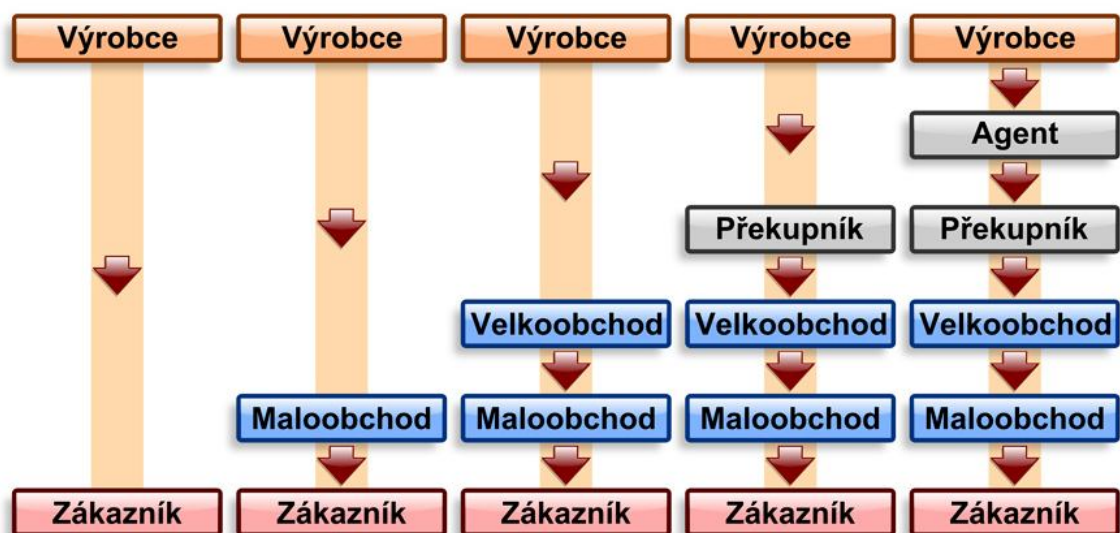 Výrobce Výrobce Výrobce Výrobce Výrobce
Agent
Překupník Překupník
Velkoobchod Velkoobchod Velkoobchod
Maloobchod Maloobchod Maloobchod Maloobchod
Zákazník Zákazník Zákazník Zákazník Zákazník